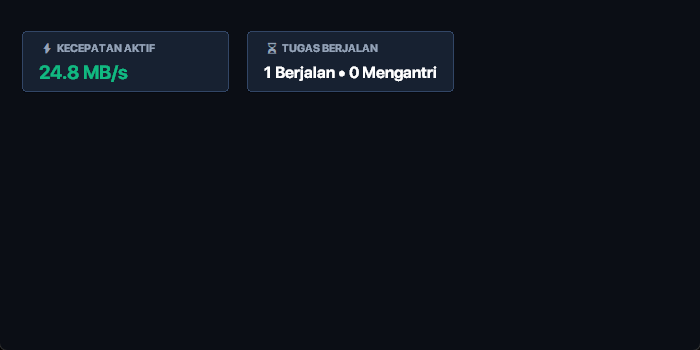 KECEPATAN AKTIF
24.8 MB/s
TUGAS BERJALAN
1 Berjalan • 0 Mengantri